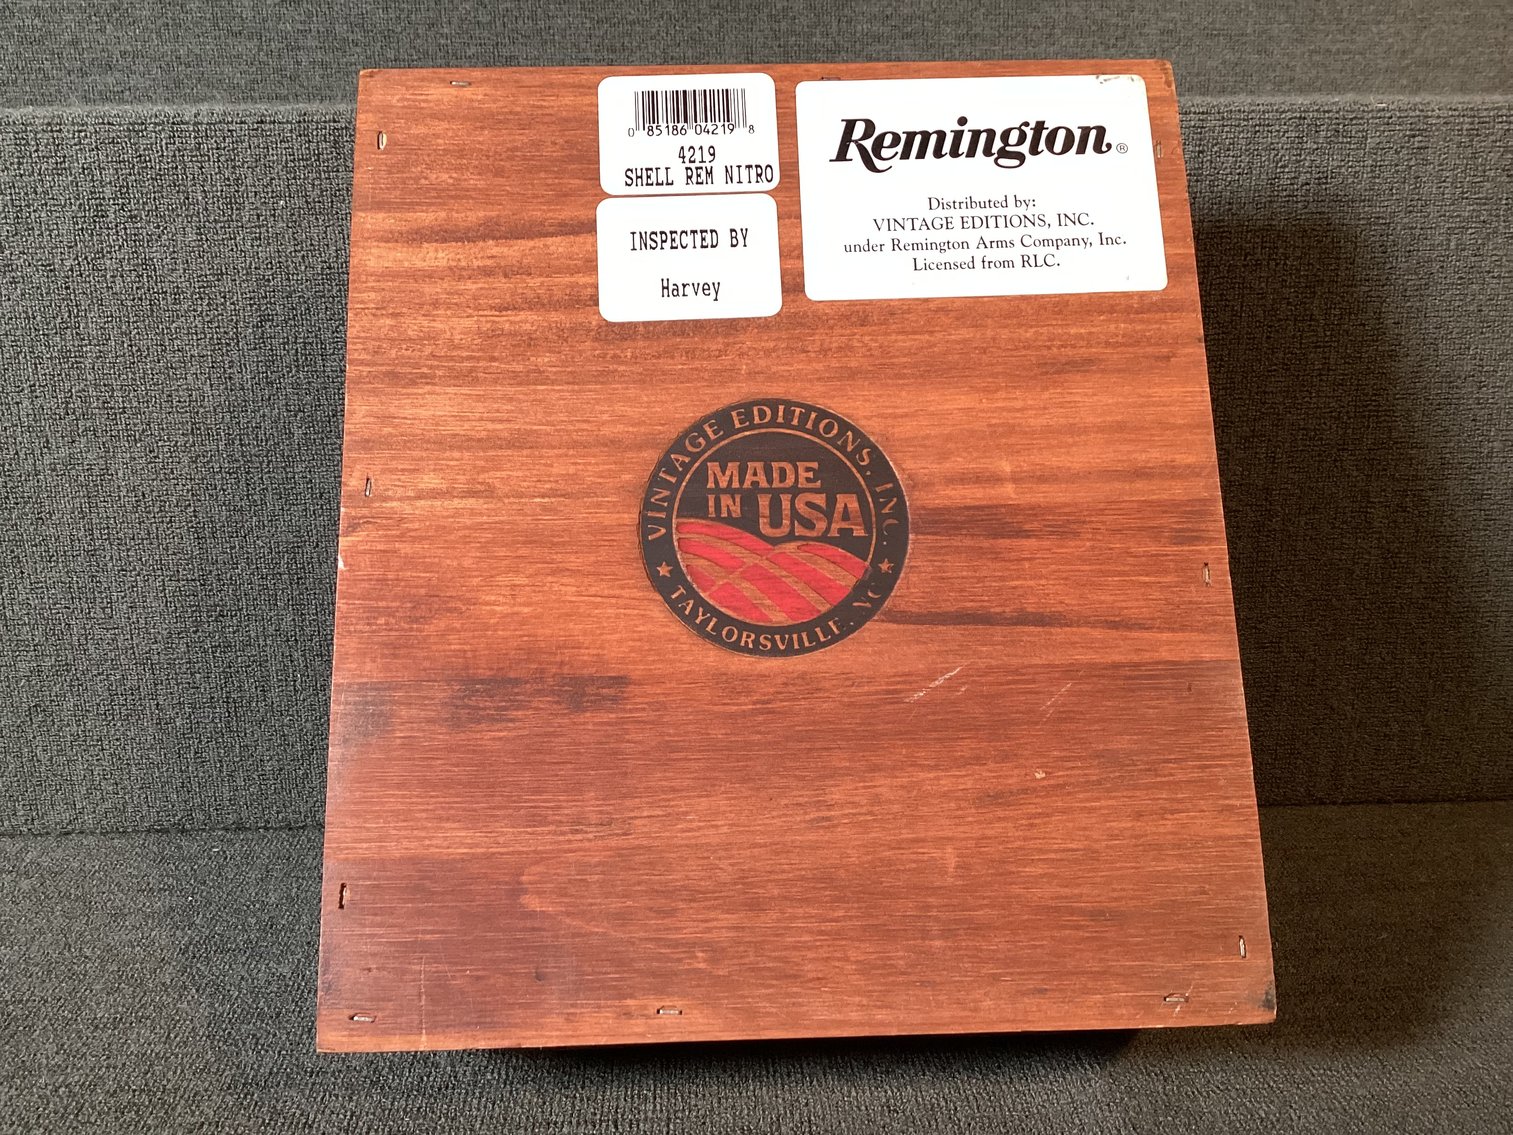 0 85186 04219 8
4219
SHELL REM NITRO
INSPECTED BY
Harvey
Remington®
Distributed by:
VINTAGE EDITIONS, INC.
under Remington Arms Company, Inc.
Licensed from RLC.
VINTAGE EDITIONS, INC.
MADE
IN USA
★ TAYLORSVILLE, NC ★